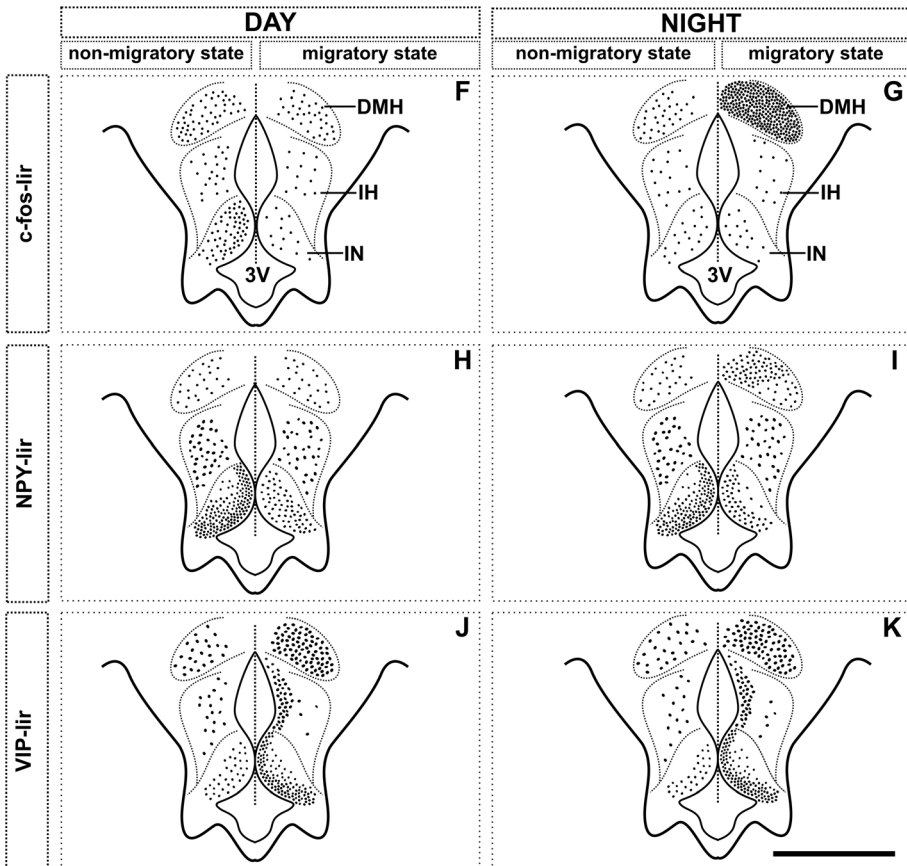 DAY
NIGHT
non-migratory state
migratory state
non-migratory state
migratory state
c-fos-lir
F
DMH
IH
IN
3V
G
DMH
IH
IN
3V
NPY-lir
H
I
VIP-lir
J
K